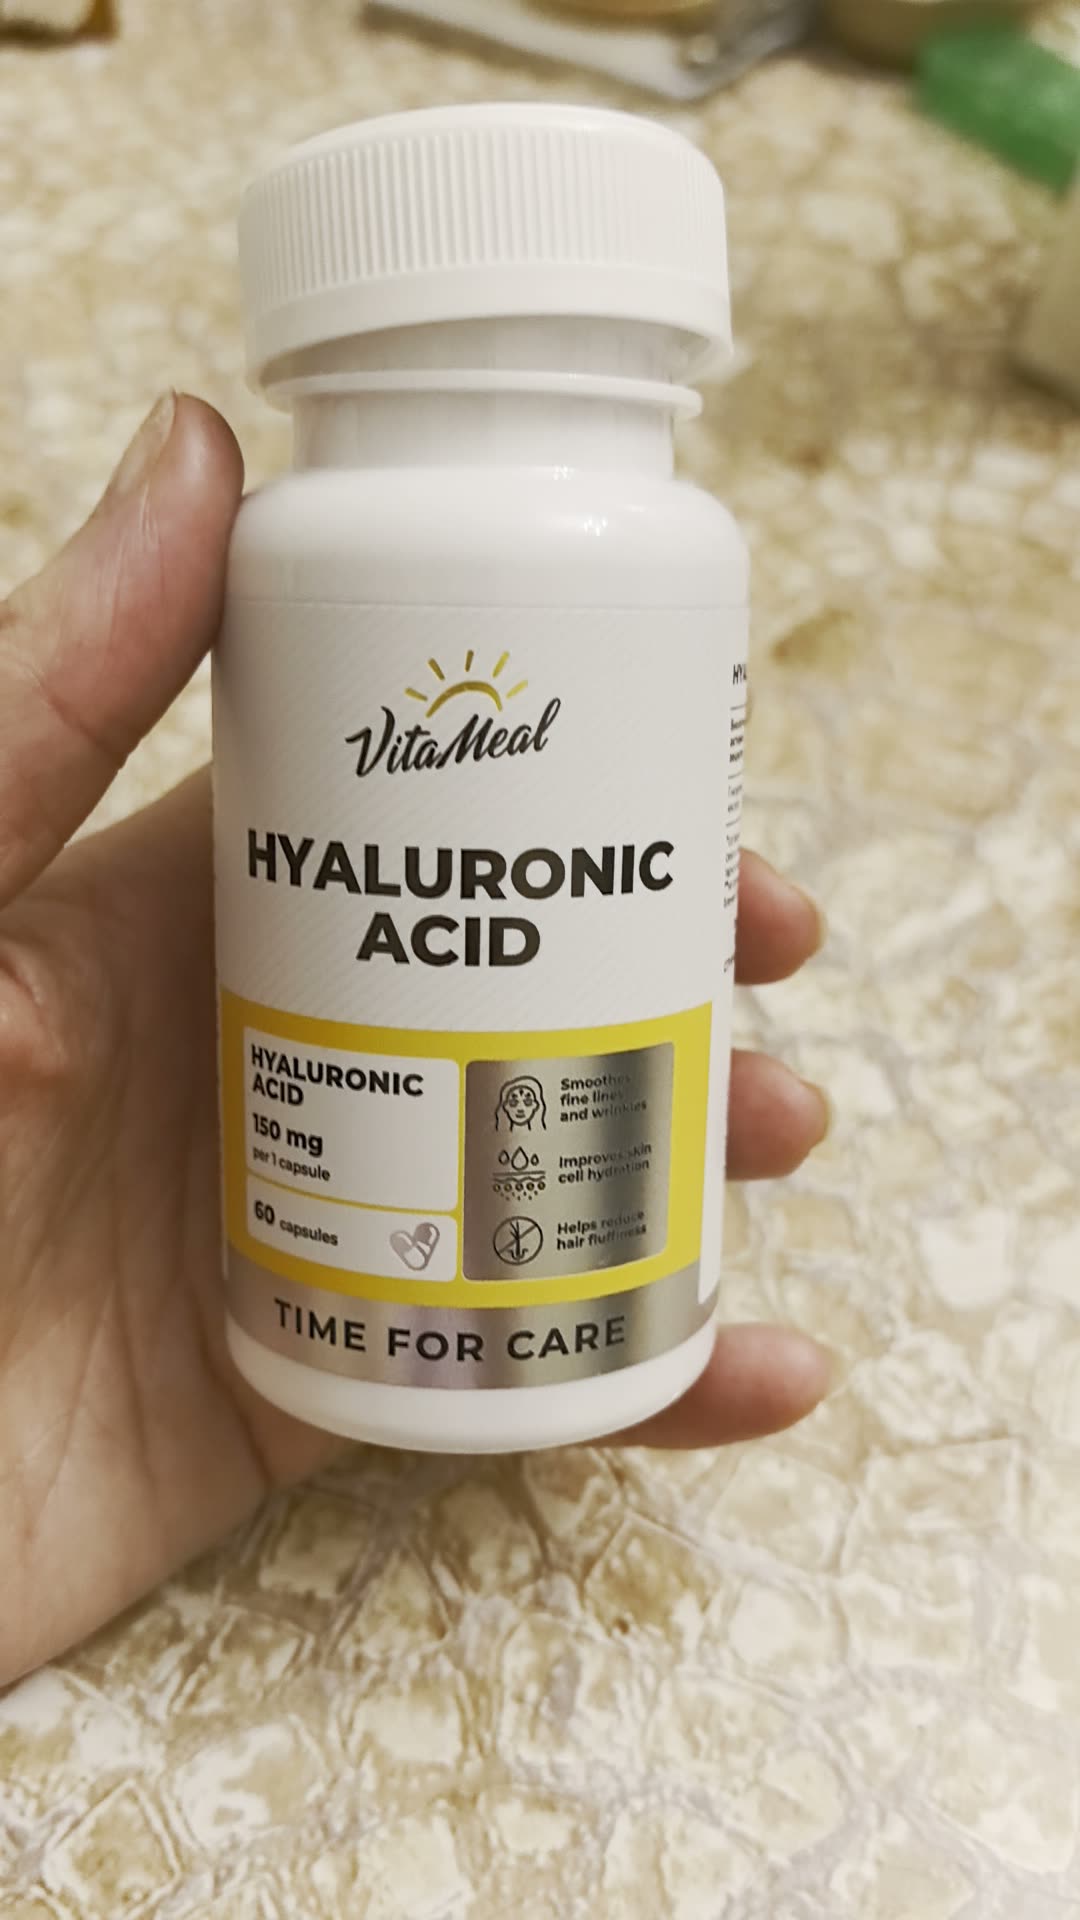 VitaMeal
HYALURONIC
ACID
HYALURONIC
ACID
150 mg
per 1 capsule
60 capsules
Smoothes
fine lines
and wrinkles
Improves skin
cell hydration
Helps reduce
hair fluffiness
TIME FOR CARE